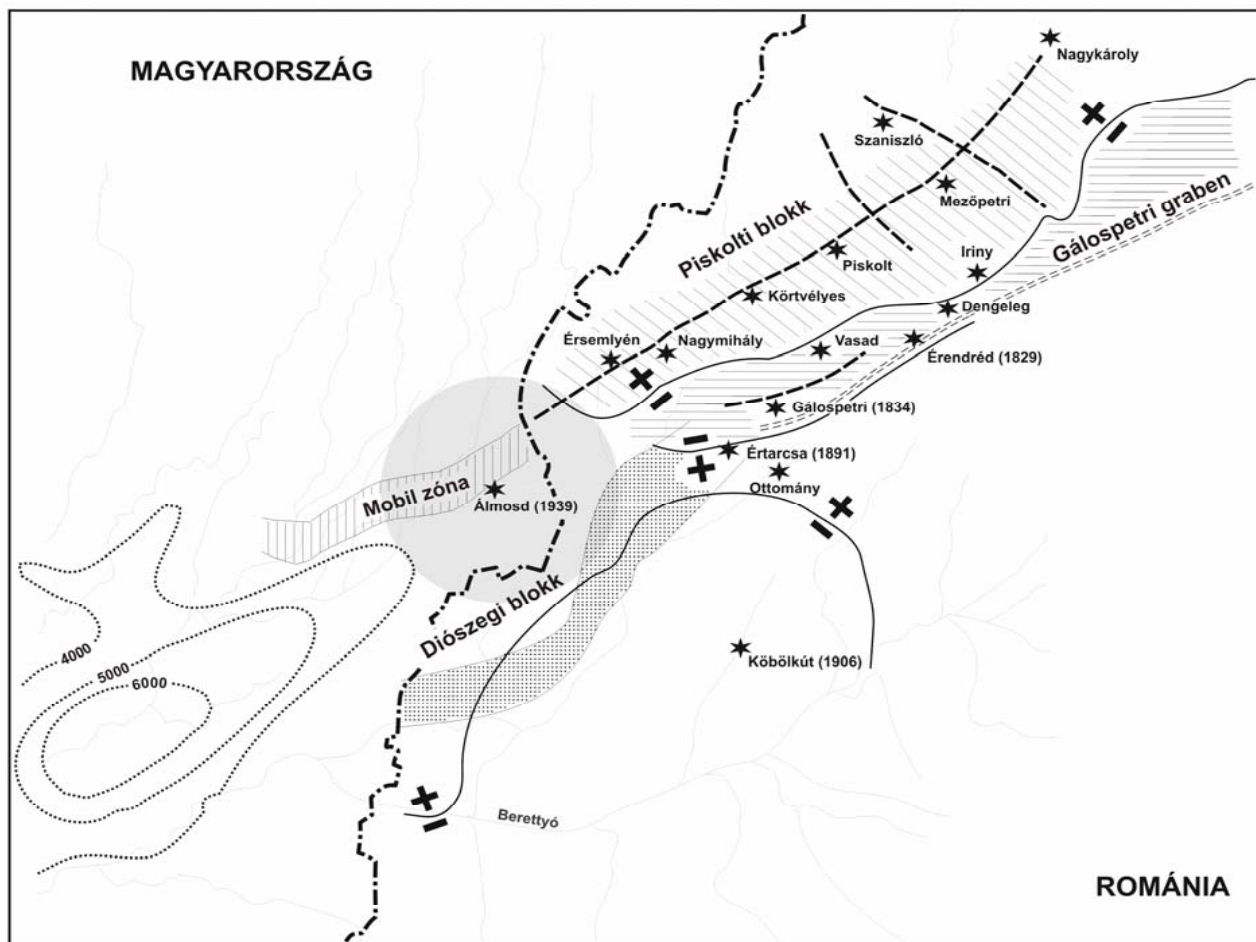 MAGYARORSZÁG
Nagykároly
Szaniszló
Mezőpetri
Piskolti blokk
Gálospetri graben
Piskolt
Iriny
Körtvélyes
Dengeleg
Érsemlyén
Nagymihály
Vasad
Érendréd (1829)
Gálospetri (1834)
Értarcsa (1891)
Ottomány
Mobil zóna
Álmosd (1939)
Diószegi blokk
Köbölkút (1906)
4000
5000
6000
Berettyó
ROMÁNIA